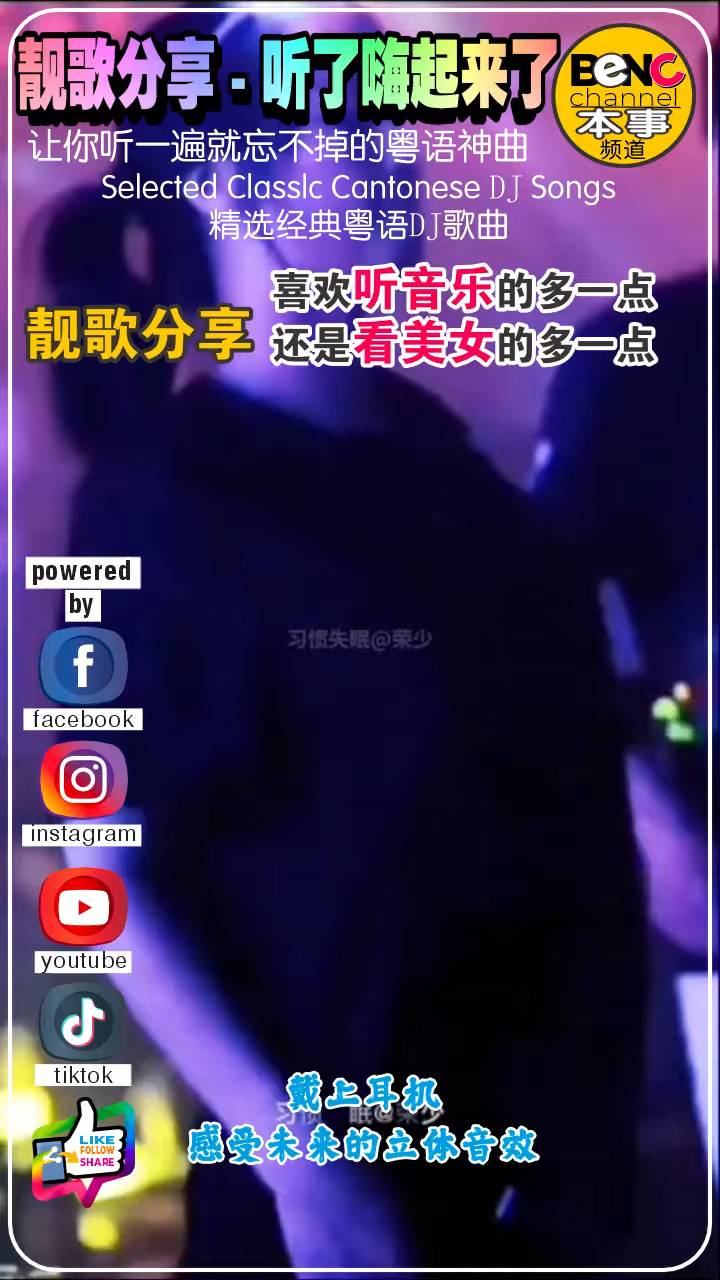 靓歌分享 - 听了嗨起来了
BENC
channel
本事
频道
让你听一遍就忘不掉的粤语神曲
Selected Classlc Cantonese DJ Songs
精选经典粤语DJ歌曲
靓歌分享
喜欢听音乐的多一点
还是看美女的多一点
powered
by
facebook
习惯失眠@荣少
instagram
youtube
tiktok
LIKE
FOLLOW
SHARE
戴上耳机
感受未来的立体音效